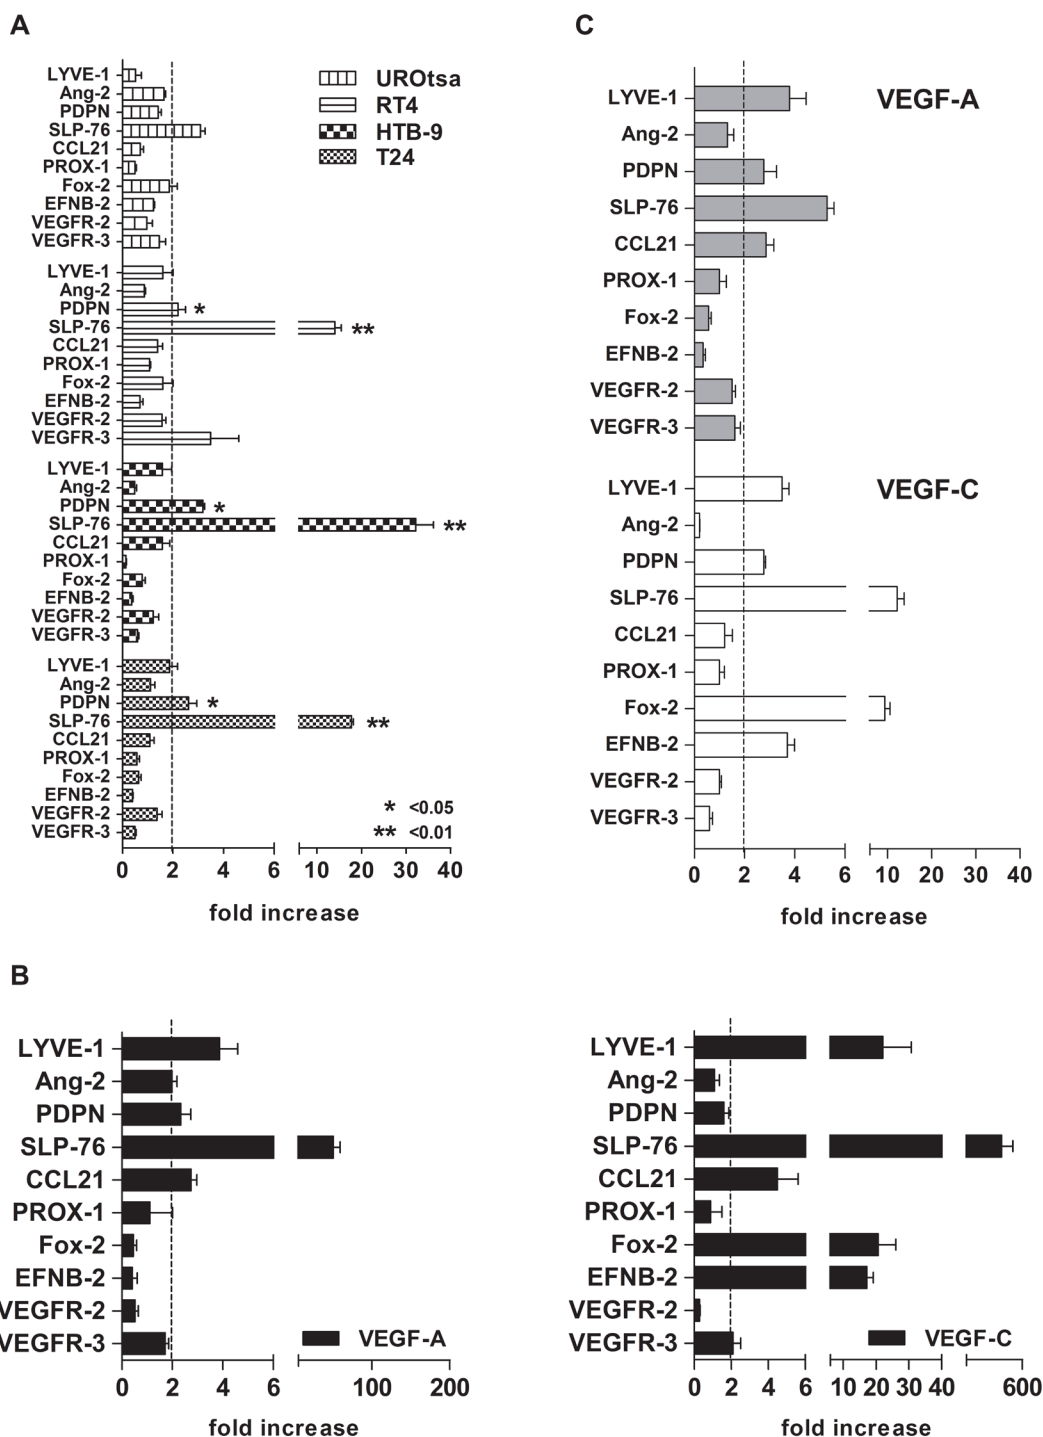 A
LYVE-1
Ang-2
PDPN
SLP-76
CCL21
PROX-1
Fox-2
EFNB-2
VEGFR-2
VEGFR-3
LYVE-1
Ang-2
PDPN *
SLP-76 **
CCL21
PROX-1
Fox-2
EFNB-2
VEGFR-2
VEGFR-3
LYVE-1
Ang-2
PDPN *
SLP-76 **
CCL21
PROX-1
Fox-2
EFNB-2
VEGFR-2
VEGFR-3
LYVE-1
Ang-2
PDPN *
SLP-76 **
CCL21
PROX-1
Fox-2
EFNB-2
VEGFR-2
VEGFR-3
UROtsa
RT4
HTB-9
T24
* <0.05
** <0.01
0 2 4 6 10 20 30 40
fold increase
C
VEGF-A
LYVE-1
Ang-2
PDPN
SLP-76
CCL21
PROX-1
Fox-2
EFNB-2
VEGFR-2
VEGFR-3
VEGF-C
LYVE-1
Ang-2
PDPN
SLP-76
CCL21
PROX-1
Fox-2
EFNB-2
VEGFR-2
VEGFR-3
0 2 4 6 10 20 30 40
fold increase
B
LYVE-1
Ang-2
PDPN
SLP-76
CCL21
PROX-1
Fox-2
EFNB-2
VEGFR-2
VEGFR-3
VEGF-A
0 2 4 6 100 200
fold increase
LYVE-1
Ang-2
PDPN
SLP-76
CCL21
PROX-1
Fox-2
EFNB-2
VEGFR-2
VEGFR-3
VEGF-C
0 2 4 6 10 20 30 40 600
fold increase